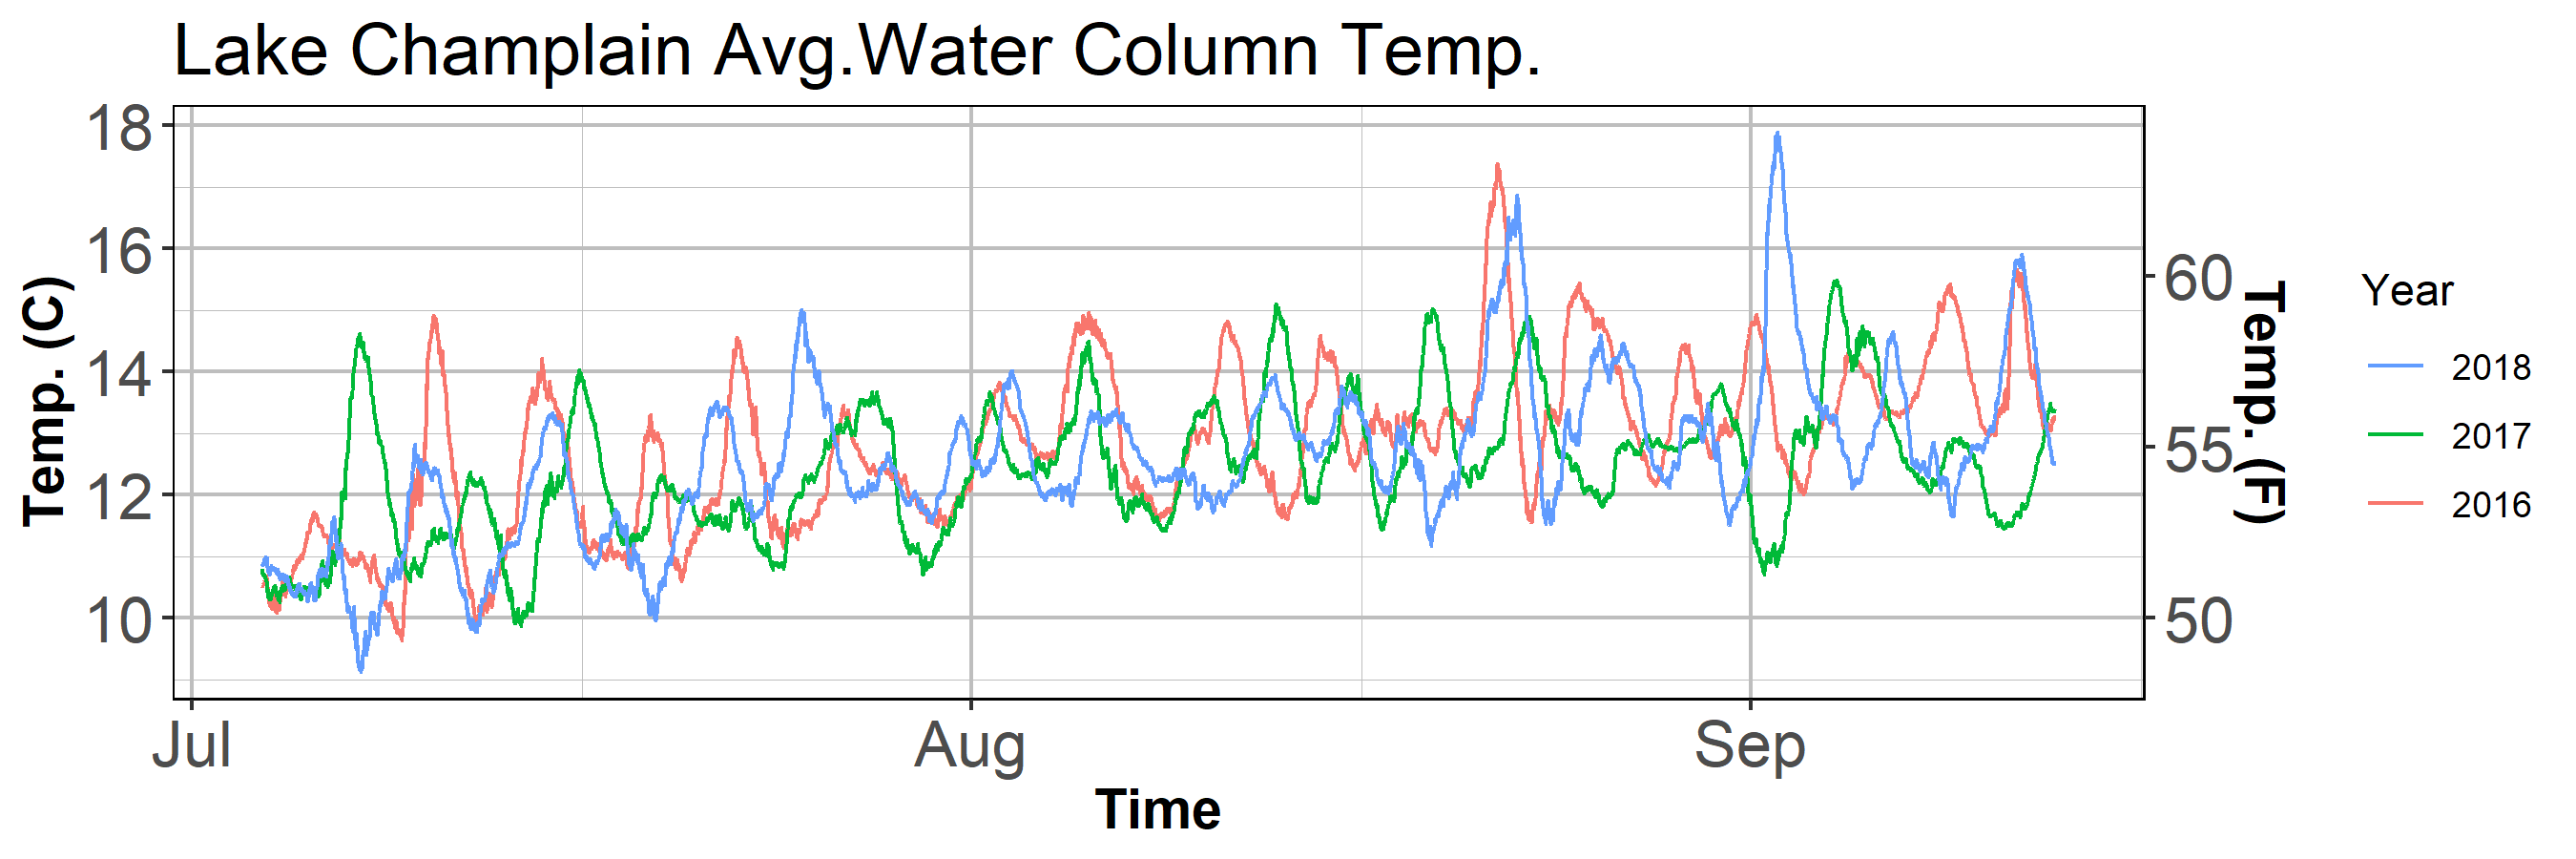 Lake Champlain Avg.Water Column Temp.
18
16
14
12
10
Temp. (C)
60
55
50
Temp. (F)
Jul
Aug
Sep
Time
Year
2018
2017
2016